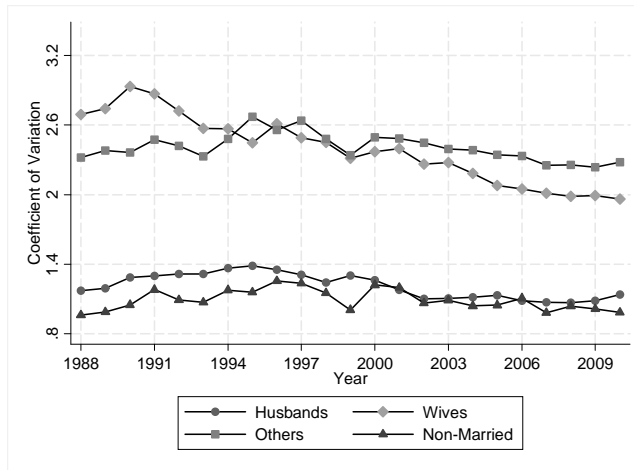 3.2
2.6
2
1.4
.8
Coefficient of Variation
1988 1991 1994 1997 2000 2003 2006 2009
Year
Husbands Wives
Others Non-Married